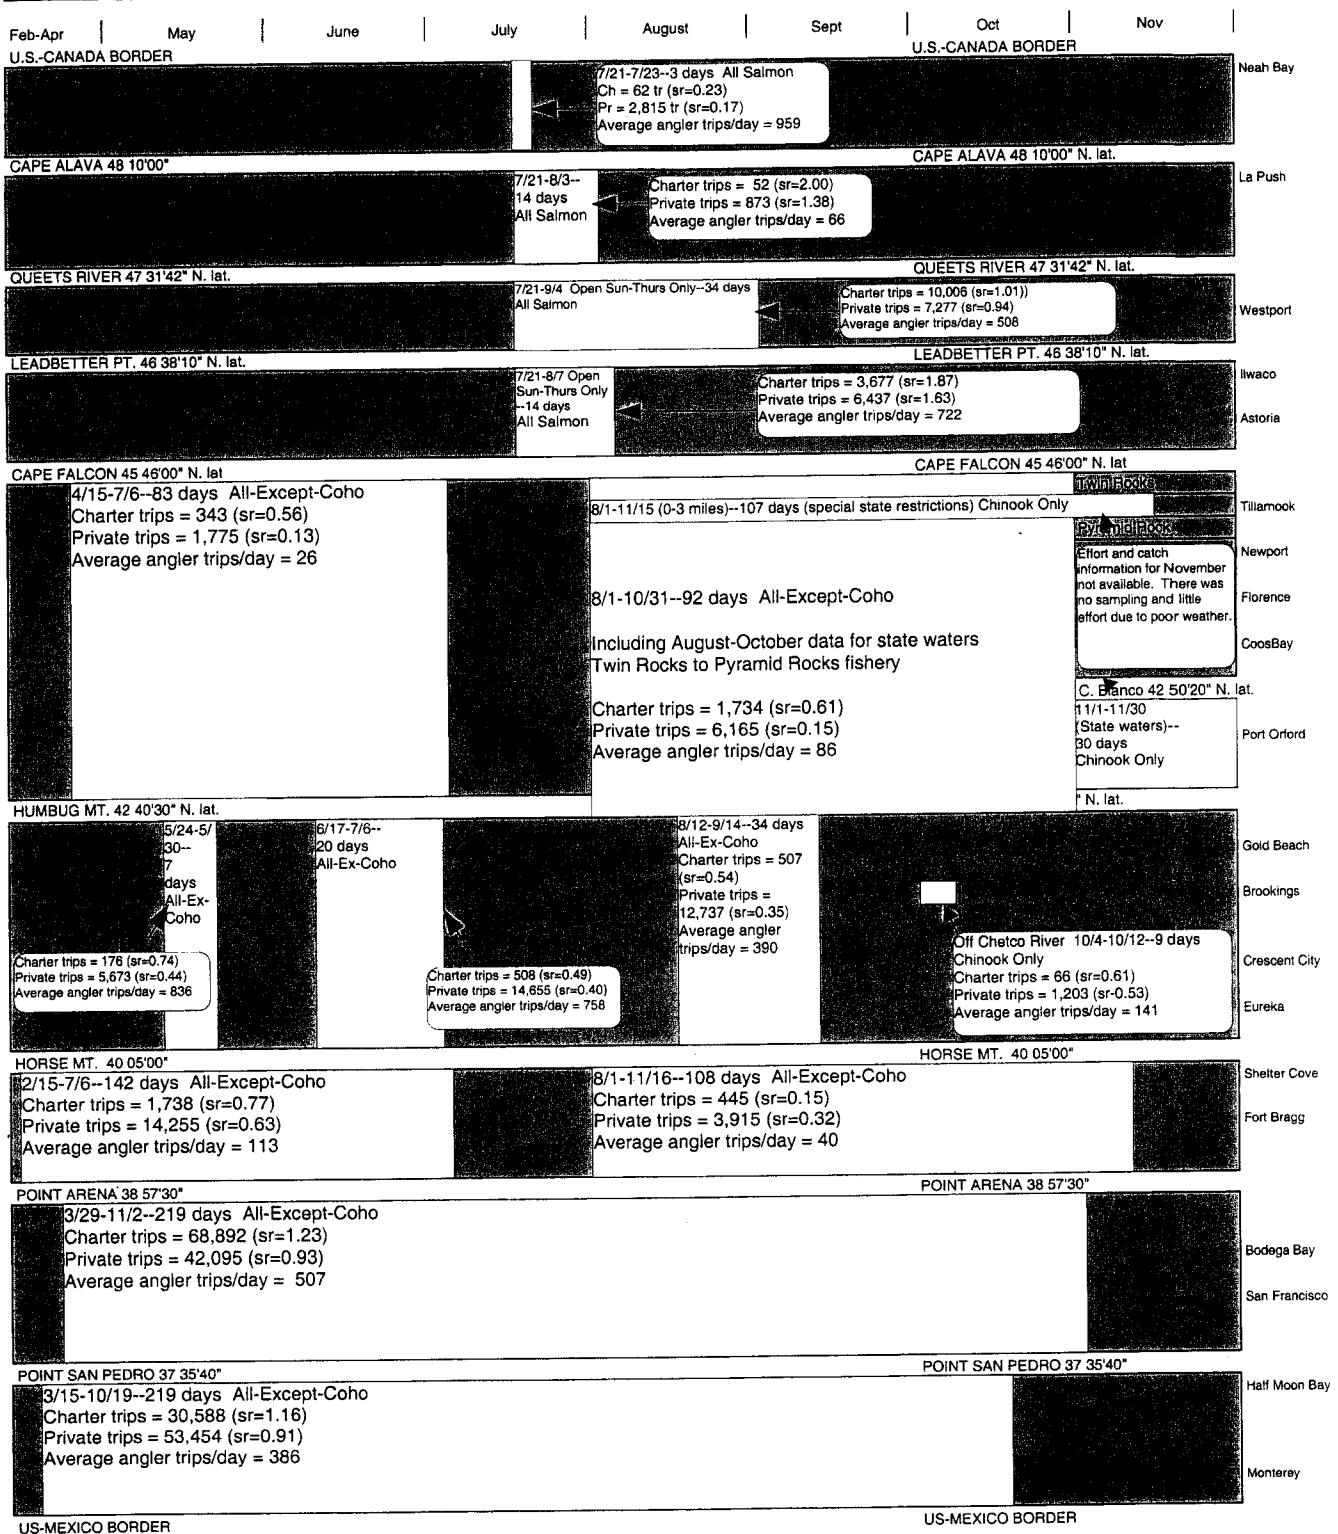 Feb-Apr May June July August Sept Oct Nov
U.S.-CANADA BORDER U.S.-CANADA BORDER
7/21-7/23--3 days All Salmon
Ch = 62 tr (sr=0.23)
Pr = 2,815 tr (sr=0.17)
Average angler trips/day = 959
Neah Bay
CAPE ALAVA 48 10'00" CAPE ALAVA 48 10'00" N. lat.
7/21-8/3--
14 days
All Salmon
Charter trips = 52 (sr=2.00)
Private trips = 873 (sr=1.38)
Average angler trips/day = 66
La Push
QUEETS RIVER 47 31'42" N. lat. QUEETS RIVER 47 31'42" N. lat.
7/21-9/4 Open Sun-Thurs Only--34 days
All Salmon
Charter trips = 10,006 (sr=1.01))
Private trips = 7,277 (sr=0.94)
Average angler trips/day = 508
Westport
LEADBETTER PT. 46 38'10" N. lat. LEADBETTER PT. 46 38'10" N. lat.
7/21-8/7 Open
Sun-Thurs Only
--14 days
All Salmon
Charter trips = 3,677 (sr=1.87)
Private trips = 6,437 (sr=1.63)
Average angler trips/day = 722
Ilwaco
Astoria
CAPE FALCON 45 46'00" N. lat CAPE FALCON 45 46'00" N. lat
4/15-7/6--83 days All-Except-Coho
Charter trips = 343 (sr=0.56)
Private trips = 1,775 (sr=0.13)
Average angler trips/day = 26
Twin Rocks
8/1-11/15 (0-3 miles)--107 days (special state restrictions) Chinook Only
Pyramid Rock
8/1-10/31--92 days All-Except-Coho
Including August-October data for state waters
Twin Rocks to Pyramid Rocks fishery
Charter trips = 1,734 (sr=0.61)
Private trips = 6,165 (sr=0.15)
Average angler trips/day = 86
Effort and catch
information for November
not available. There was
no sampling and little
effort due to poor weather.
C. Blanco 42 50'20" N. lat.
11/1-11/30
(State waters)--
30 days
Chinook Only
Tillamook
Newport
Florence
CoosBay
Port Orford
HUMBUG MT. 42 40'30" N. lat. " N. lat.
5/24-5/
30--
7
days
All-Ex-
Coho
Charter trips = 176 (sr=0.74)
Private trips = 5,673 (sr=0.44)
Average angler trips/day = 836
6/17-7/6--
20 days
All-Ex-Coho
Charter trips = 508 (sr=0.49)
Private trips = 14,655 (sr=0.40)
Average angler trips/day = 758
8/12-9/14--34 days
All-Ex-Coho
Charter trips = 507
(sr=0.54)
Private trips =
12,737 (sr=0.35)
Average angler
trips/day = 390
Off Chetco River 10/4-10/12--9 days
Chinook Only
Charter trips = 66 (sr=0.61)
Private trips = 1,203 (sr-0.53)
Average angler trips/day = 141
Gold Beach
Brookings
Crescent City
Eureka
HORSE MT. 40 05'00" HORSE MT. 40 05'00"
2/15-7/6--142 days All-Except-Coho
Charter trips = 1,738 (sr=0.77)
Private trips = 14,255 (sr=0.63)
Average angler trips/day = 113
8/1-11/16--108 days All-Except-Coho
Charter trips = 445 (sr=0.15)
Private trips = 3,915 (sr=0.32)
Average angler trips/day = 40
Shelter Cove
Fort Bragg
POINT ARENA 38 57'30" POINT ARENA 38 57'30"
3/29-11/2--219 days All-Except-Coho
Charter trips = 68,892 (sr=1.23)
Private trips = 42,095 (sr=0.93)
Average angler trips/day = 507
Bodega Bay
San Francisco
POINT SAN PEDRO 37 35'40" POINT SAN PEDRO 37 35'40"
3/15-10/19--219 days All-Except-Coho
Charter trips = 30,588 (sr=1.16)
Private trips = 53,454 (sr=0.91)
Average angler trips/day = 386
Half Moon Bay
Monterey
US-MEXICO BORDER US-MEXICO BORDER